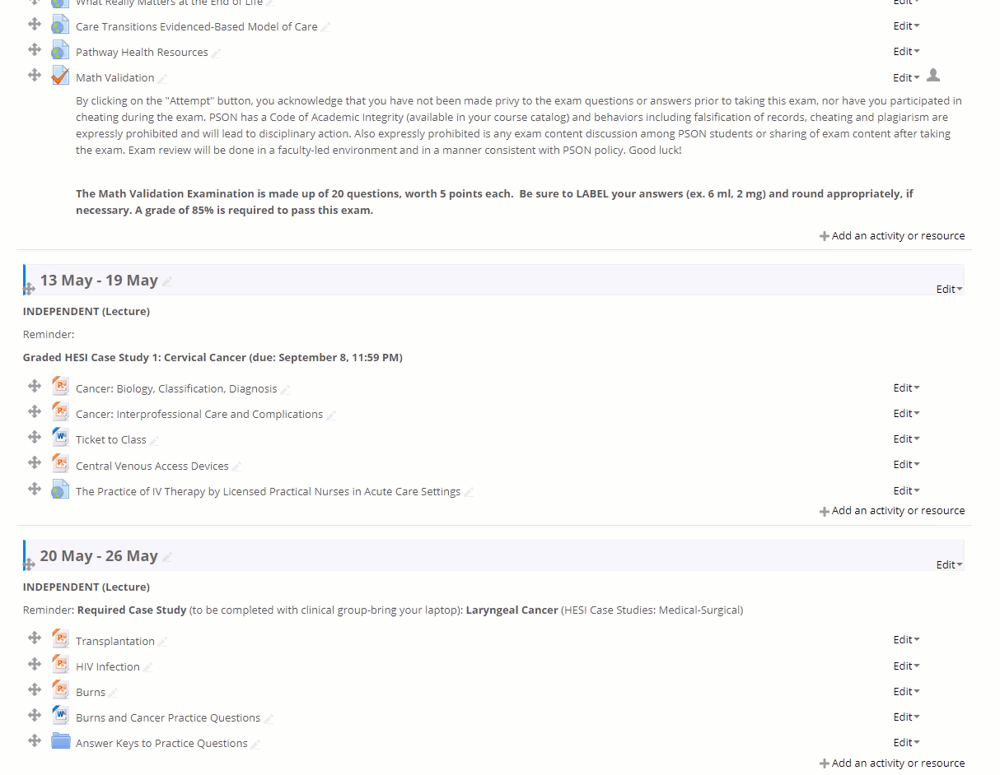 What Really Matters at the End of Life
Edit
Care Transitions Evidenced-Based Model of Care
Edit
Pathway Health Resources
Edit
Math Validation
Edit
By clicking on the "Attempt" button, you acknowledge that you have not been made privy to the exam questions or answers prior to taking this exam, nor have you participated in
cheating during the exam. PSON has a Code of Academic Integrity (available in your course catalog) and behaviors including falsification of records, cheating and plagiarism are
expressly prohibited and will lead to disciplinary action. Also expressly prohibited is any exam content discussion among PSON students or sharing of exam content after taking
the exam. Exam review will be done in a faculty-led environment and in a manner consistent with PSON policy. Good luck!
The Math Validation Examination is made up of 20 questions, worth 5 points each.  Be sure to LABEL your answers (ex. 6 ml, 2 mg) and round appropriately, if
necessary. A grade of 85% is required to pass this exam.
Add an activity or resource
13 May - 19 May
Edit
INDEPENDENT (Lecture)
Reminder:
Graded HESI Case Study 1: Cervical Cancer (due: September 8, 11:59 PM)
Cancer: Biology, Classification, Diagnosis
Edit
Cancer: Interprofessional Care and Complications
Edit
Ticket to Class
Edit
Central Venous Access Devices
Edit
The Practice of IV Therapy by Licensed Practical Nurses in Acute Care Settings
Edit
Add an activity or resource
20 May - 26 May
Edit
INDEPENDENT (Lecture)
Reminder: Required Case Study (to be completed with clinical group-bring your laptop): Laryngeal Cancer (HESI Case Studies: Medical-Surgical)
Transplantation
Edit
HIV Infection
Edit
Burns
Edit
Burns and Cancer Practice Questions
Edit
Answer Keys to Practice Questions
Edit
Add an activity or resource